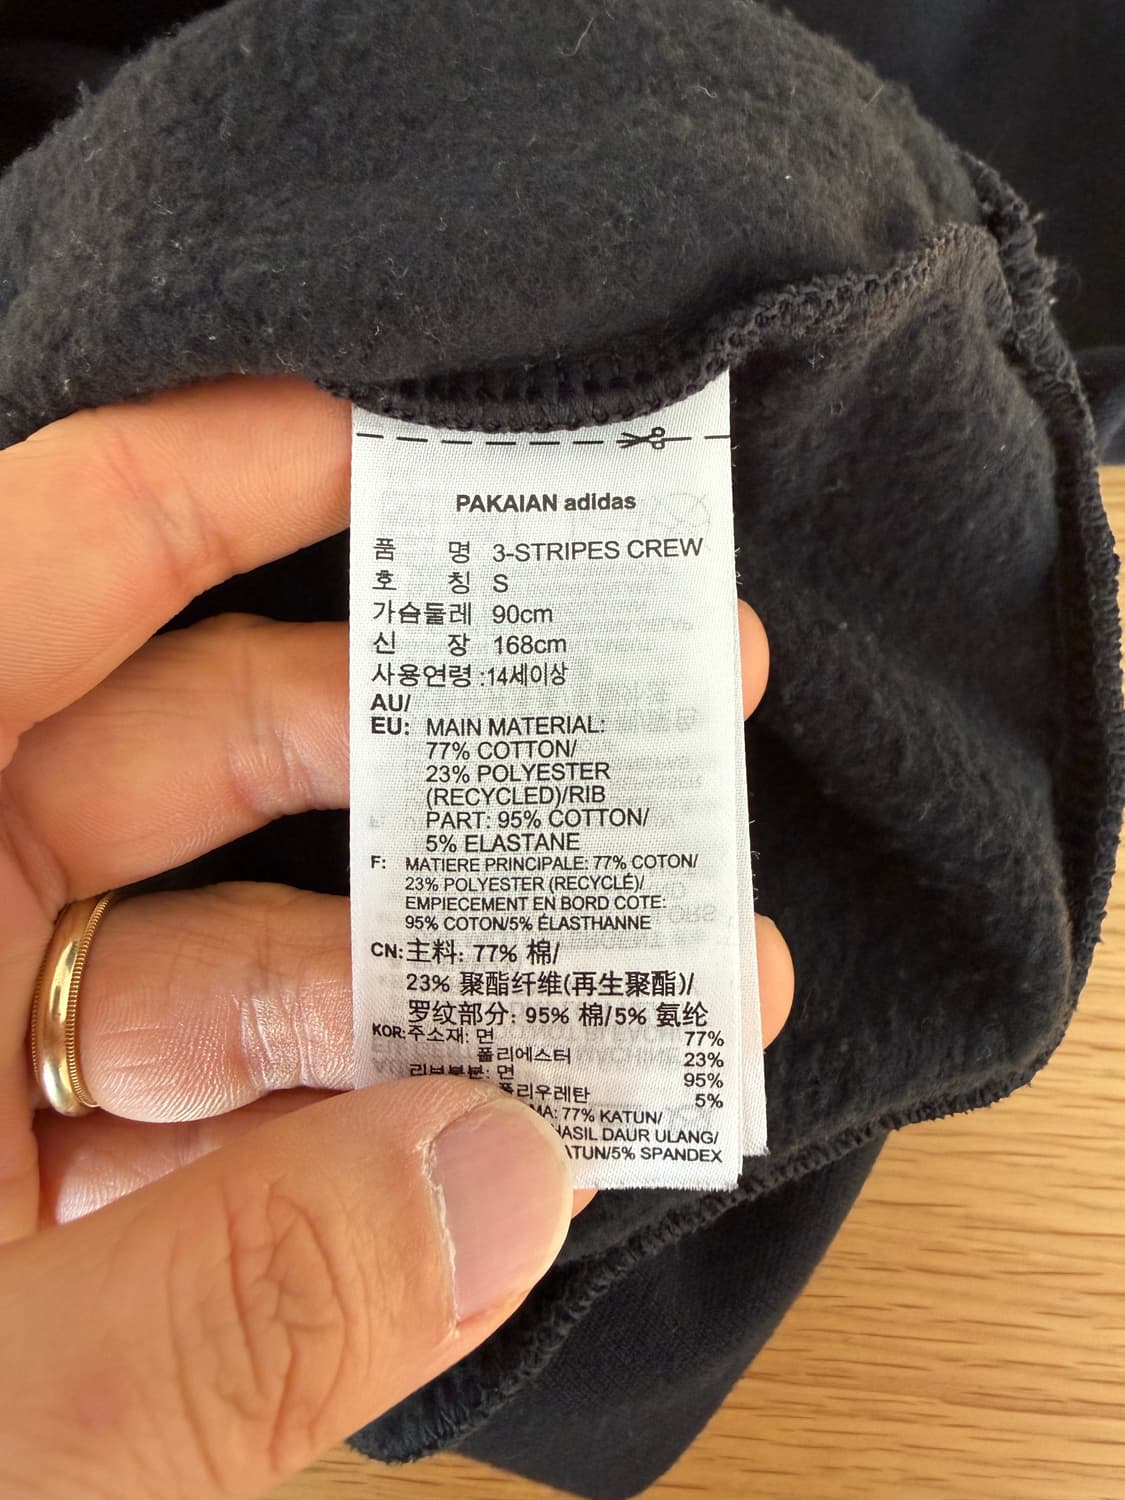 PAKAIAN adidas
품 명 3-STRIPES CREW
호 칭 S
가슴둘레 90cm
신 장 168cm
사용연령 :14세이상
AU/
EU: MAIN MATERIAL:
77% COTTON/
23% POLYESTER
(RECYCLED)/RIB
PART: 95% COTTON/
5% ELASTANE
F: MATIERE PRINCIPALE: 77% COTON/
23% POLYESTER (RECYCLÉ)/
EMPIECEMENT EN BORD COTE:
95% COTON/5% ÉLASTHANNE
CN: 主料: 77% 棉/
23% 聚酯纤维(再生聚酯)/
罗纹部分: 95% 棉/5% 氨纶
KOR: 주소재: 면 77%
폴리에스터 23%
리브부분: 면 95%
폴리우레탄 5%
77% KATUN/
DAUR ULANG/
SPANDEX